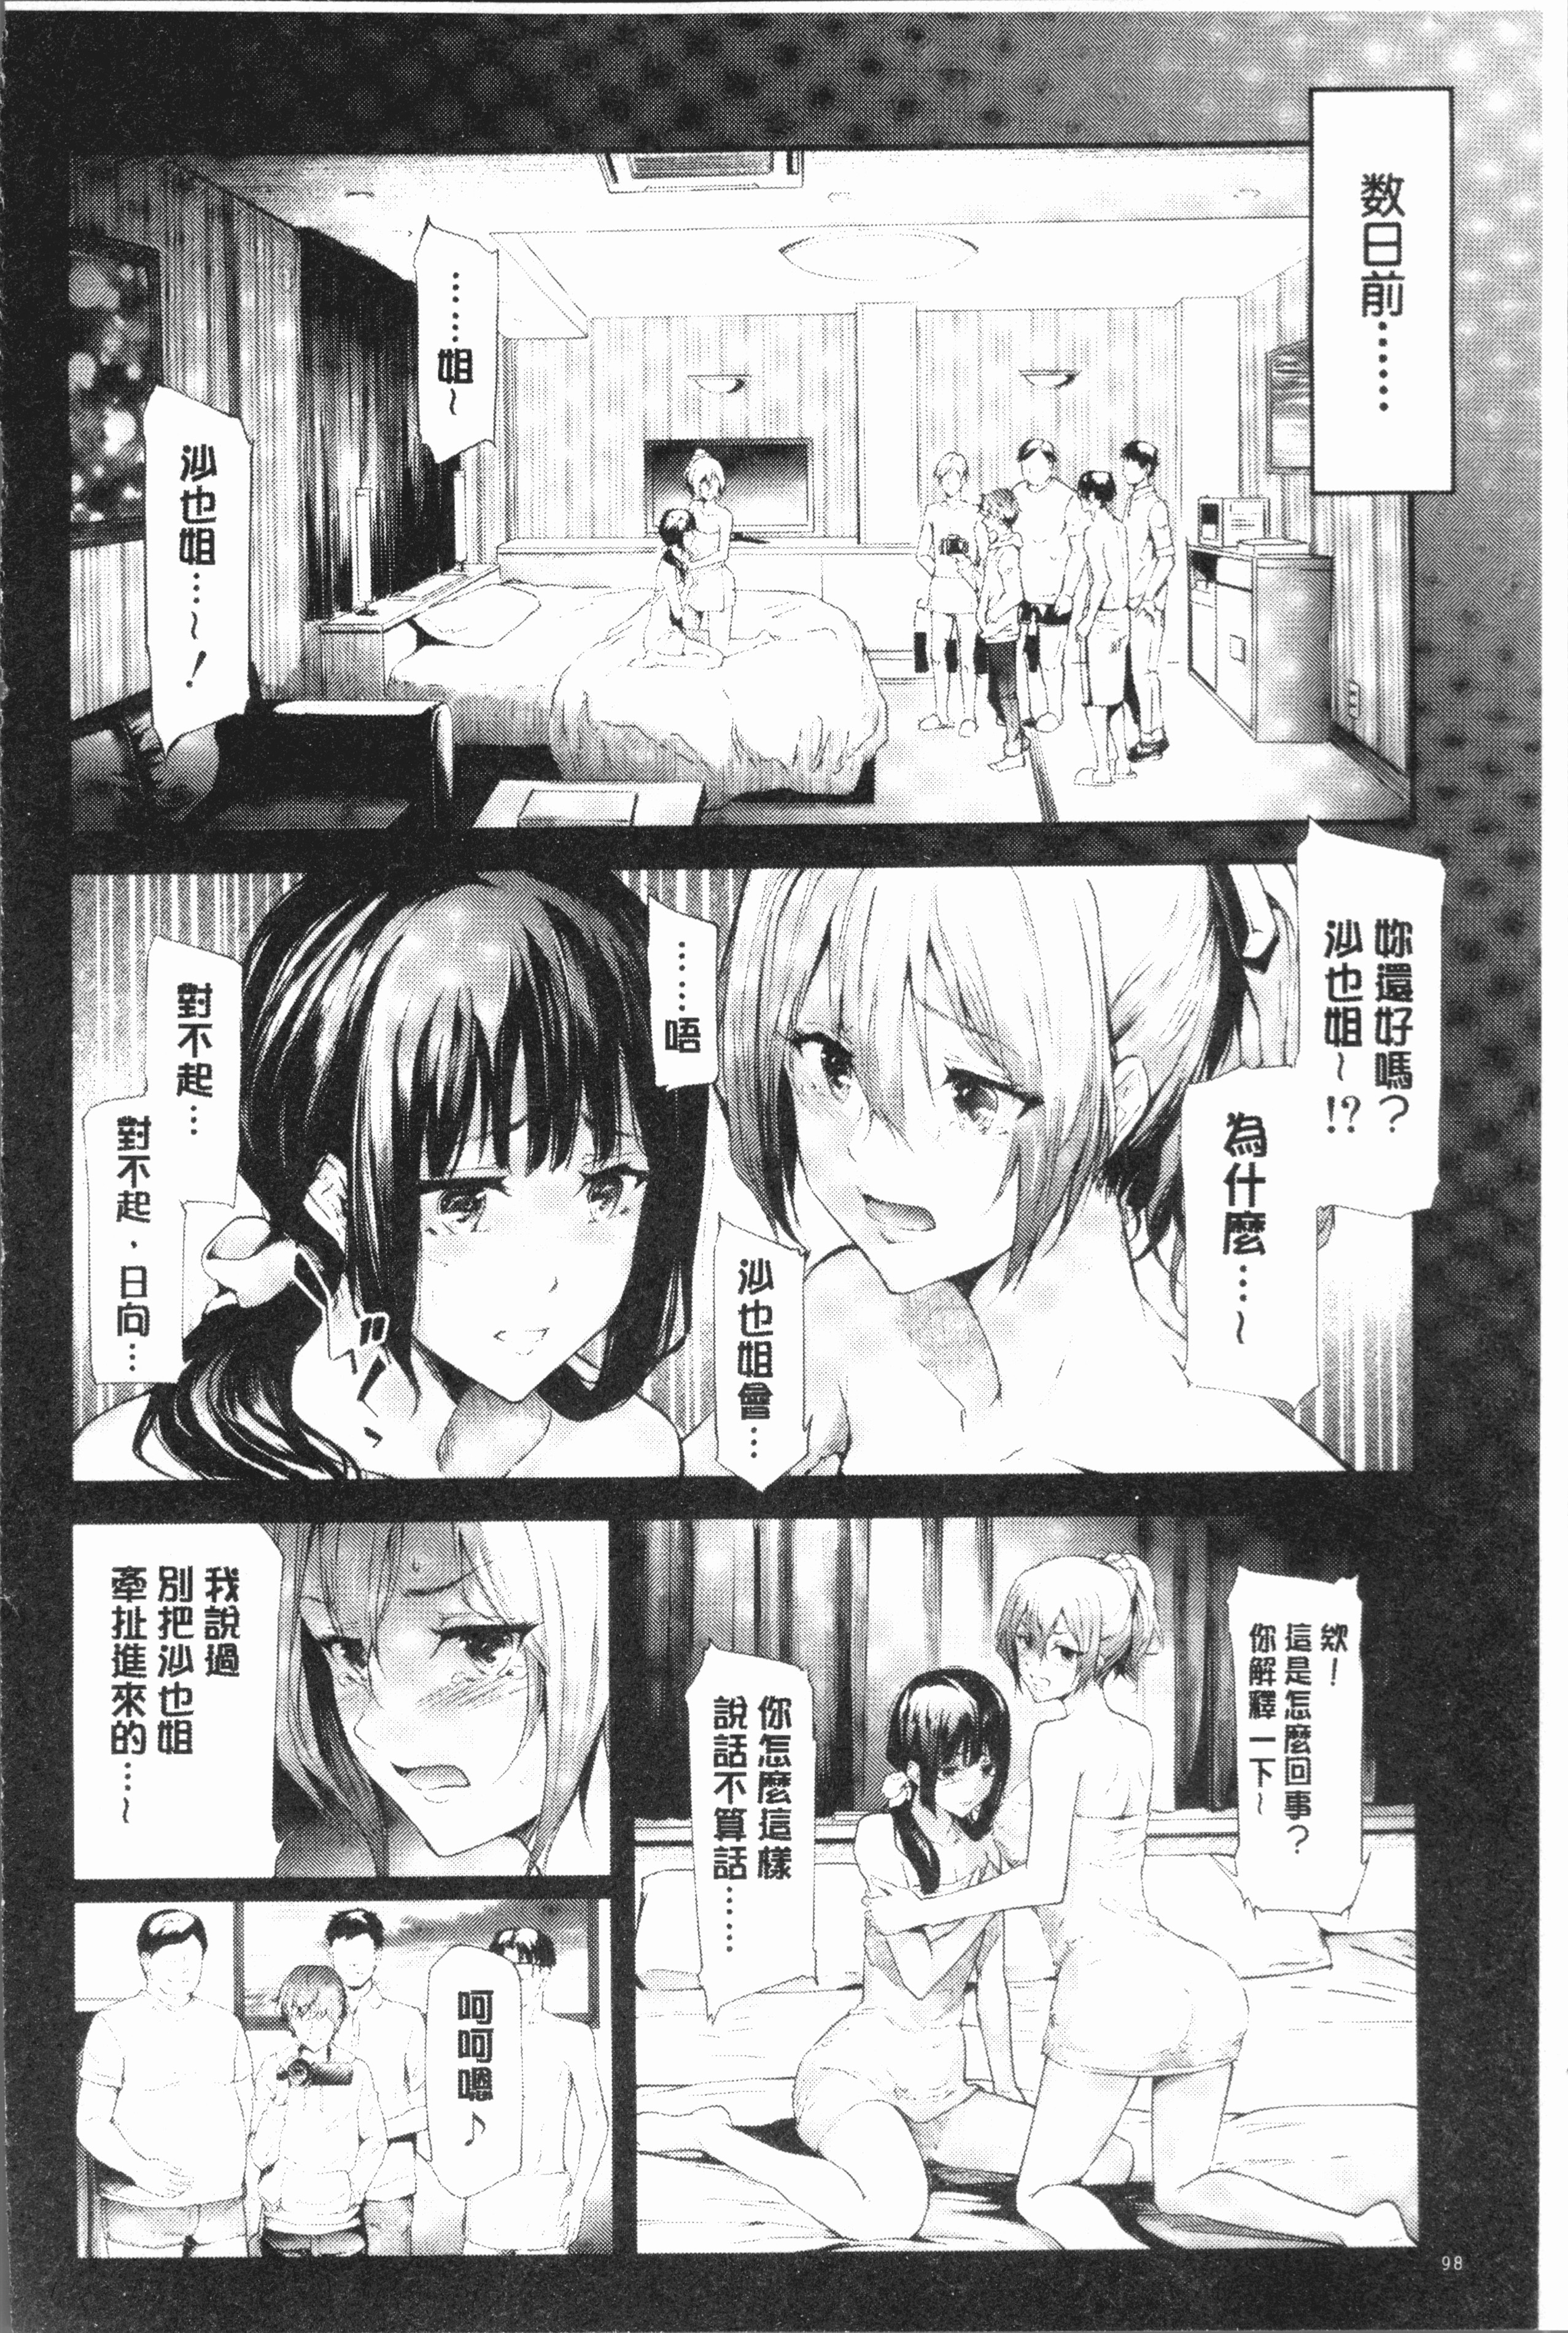 数日前……
……姐~
沙也姐…~!
妳還好嗎?
沙也姐~!?
為什麼…~
沙也姐會…
……唔
對不起…
對不起、日向…
欸!
這是怎麼回事?
你解釋一下~
你怎麼這樣
說話不算話……
我說過
別把沙也姐
牽扯進來的…~
呵呵嗯♪
98